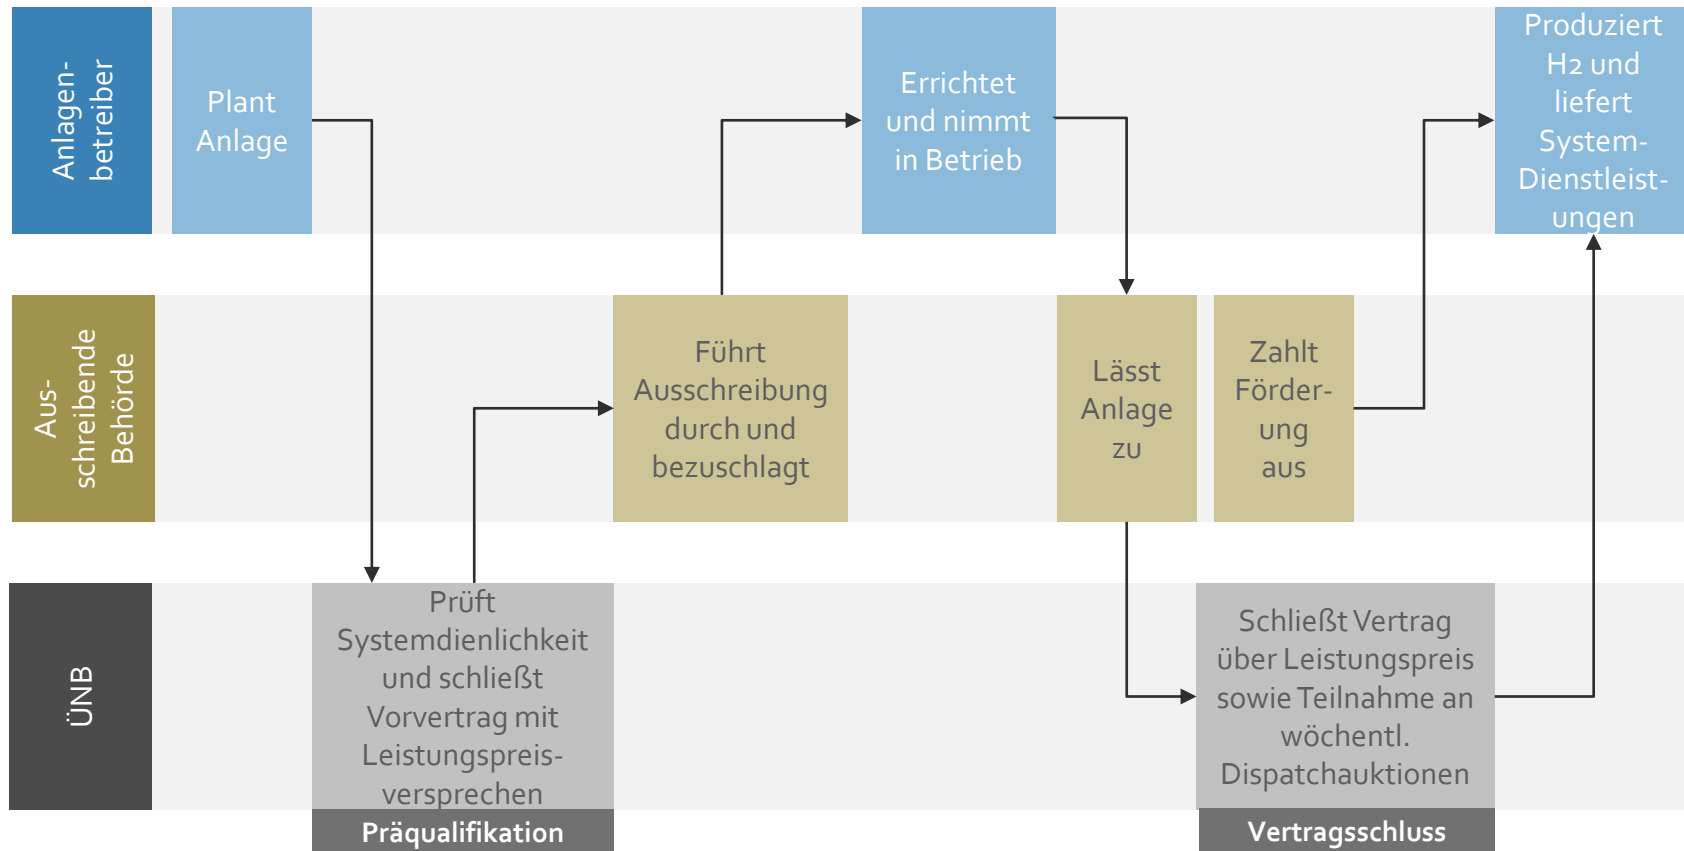 Anlagen-
betreiber
Plant
Anlage
Errichtet
und nimmt
in Betrieb
Produziert
H2 und
liefert
System-
Dienstleist-
ungen
Aus-
schreibende
Behörde
Führt
Ausschreibung
durch und
bezuschlagt
Lässt
Anlage
zu
Zahlt
Förder-
ung
aus
ÜNB
Prüft
Systemdienlichkeit
und schließt
Vorvertrag mit
Leistungspreis-
versprechen
Präqualifikation
Schließt Vertrag
über Leistungspreis
sowie Teilnahme an
wöchentl.
Dispatchauktionen
Vertragsschluss